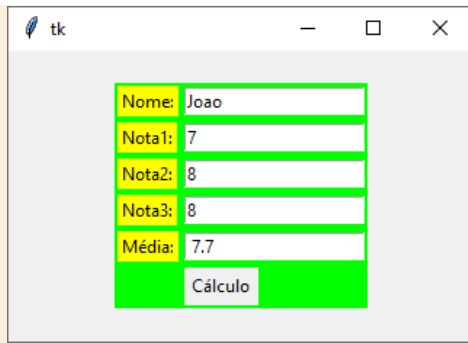 tk
Nome: Joao
Nota1: 7
Nota2: 8
Nota3: 8
Média: 7.7
Cálculo